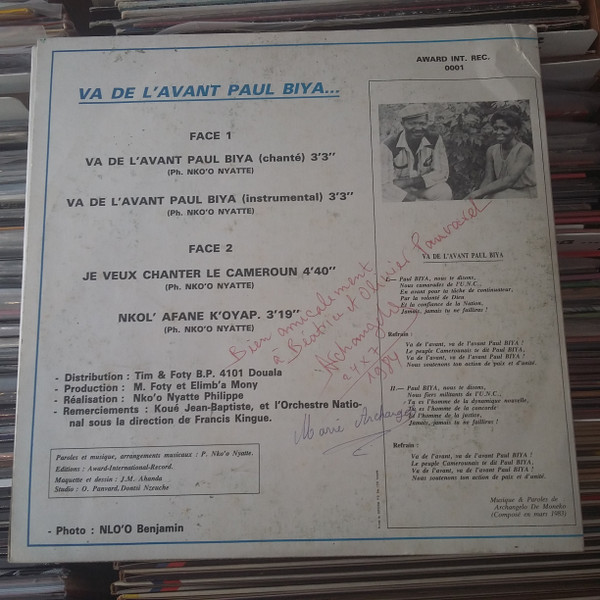 AWARD INT. REC.
0001
VA DE L'AVANT PAUL BIYA...
FACE 1
VA DE L'AVANT PAUL BIYA (chanté) 3'3''
(Ph. NKO'O NYATTE)
VA DE L'AVANT PAUL BIYA (instrumental) 3'3''
(Ph. NKO'O NYATTE)
FACE 2
JE VEUX CHANTER LE CAMEROUN 4'40''
(Ph. NKO'O NYATTE)
NKOL' AFANE K'OYAP. 3'19''
(Ph. NKO'O NYATTE)
Bien amicalement
à Béatrice et Olivier Panvard
Archangelo
1984
Marie Archangelo
- Distribution : Tim & Foty B.P. 4101 Douala
- Production : M. Foty et Elimb'a Mony
- Réalisation : Nko'o Nyatte Philippe
- Remerciements : Koué Jean-Baptiste, et l'Orchestre Natio-
nal sous la direction de Francis Kingue.
Paroles et musique, arrangements musicaux : P. Nko'o Nyatte.
Editions : Award-International-Record.
Maquette et dessin : J.M. Ahanda
Studio : O. Panvard, Dontsi Nzeuche
- Photo : NLO'O Benjamin
VA DE L'AVANT PAUL BIYA
I.— Paul BIYA, nous te disons,
Nous camarades de l'U.N.C.,
En avant pour ta tâche de continuateur,
Par la volonté de Dieu
Et la confiance de la Nation,
Jamais, jamais tu ne failliras !
Refrain :
Va de l'avant, va de l'avant Paul BIYA !
Le peuple Camerounais te dit Paul BIYA,
Va de l'avant, va de l'avant Paul BIYA !
Nous soutenons ton action de paix et d'unité.
II.— Paul BIYA, nous te disons,
Nous fiers militants de l'U.N.C.,
- Tu es l'homme de la dynamique nouvelle,
- Tu es l'homme de la concorde
- Tu es l'homme de la justice,
Jamais, jamais tu ne failliras !
Refrain :
Va de l'avant, va de l'avant Paul BIYA !
Le peuple Camerounais te dit Paul BIYA,
Va de l'avant, va de l'avant Paul BIYA !
Nous soutenons ton action de paix et d'unité.
Musique & Paroles de :
Archangelo De Moneko
(Composé en mars 1983)